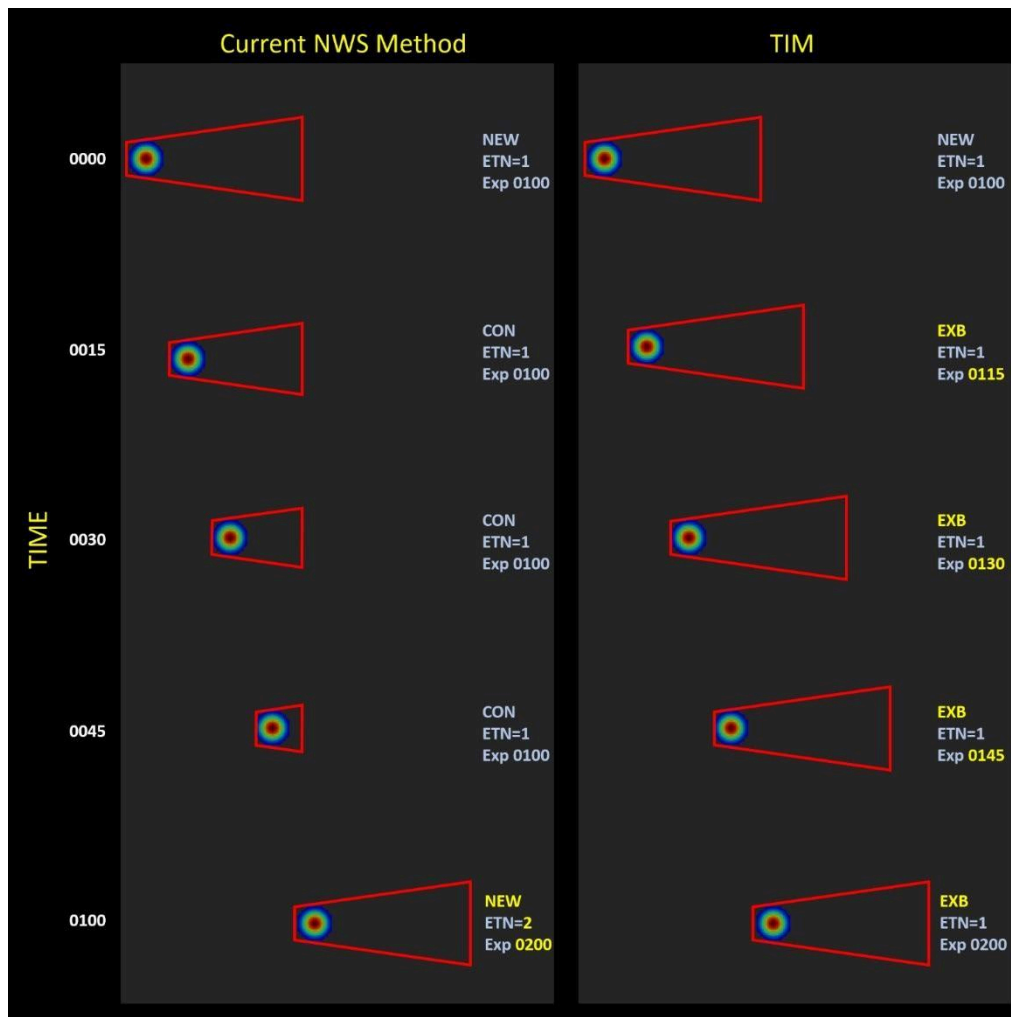 Current NWS Method
TIM
TIME
0000
NEW
ETN=1
Exp 0100
NEW
ETN=1
Exp 0100
0015
CON
ETN=1
Exp 0100
EXB
ETN=1
Exp 0115
0030
CON
ETN=1
Exp 0100
EXB
ETN=1
Exp 0130
0045
CON
ETN=1
Exp 0100
EXB
ETN=1
Exp 0145
0100
NEW
ETN=2
Exp 0200
EXB
ETN=1
Exp 0200